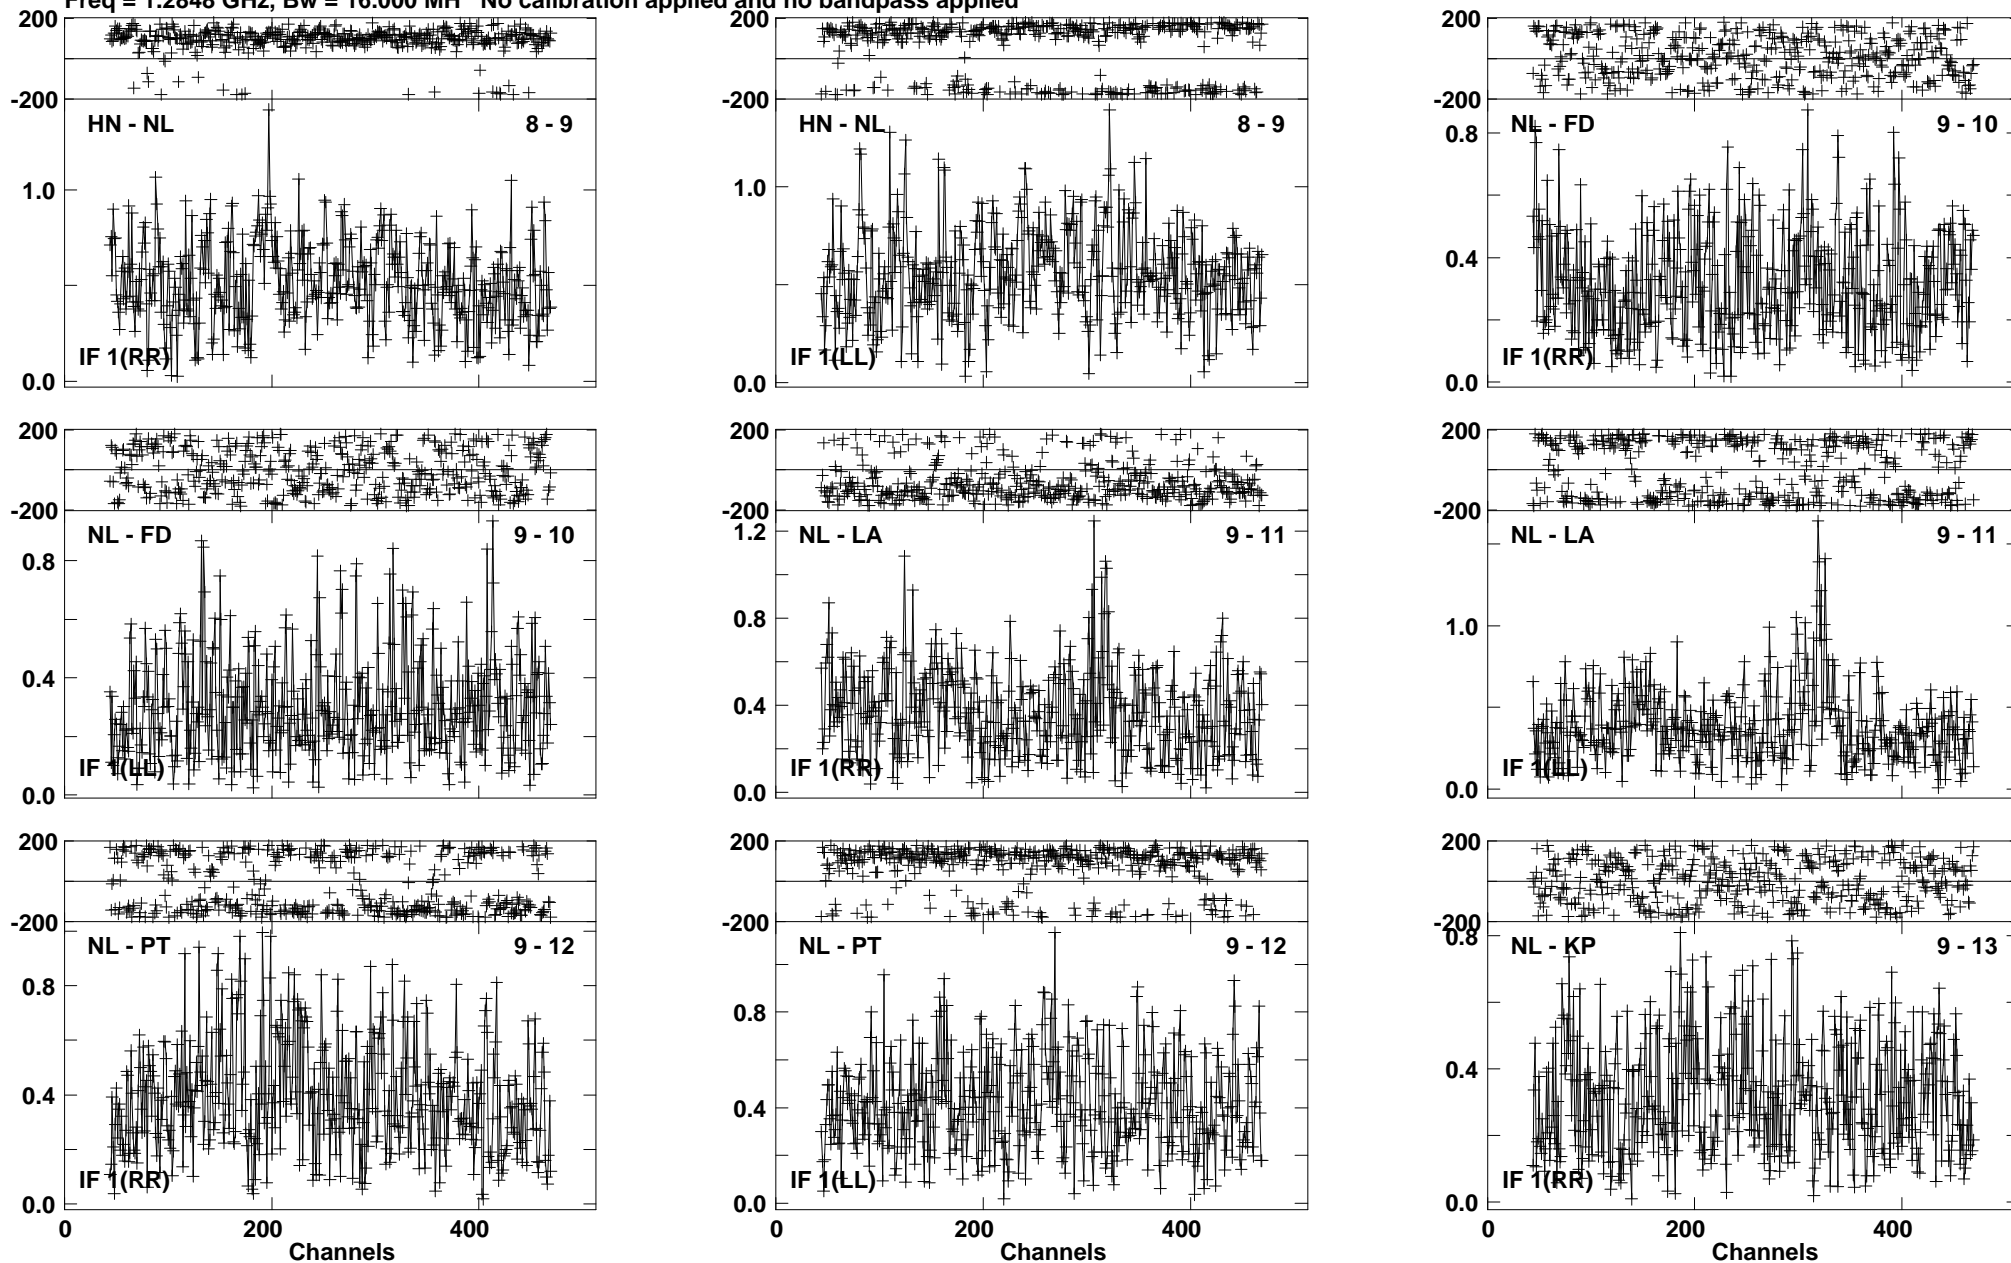 Freq = 1.2848 GHz, Bw = 16.000 MH No calibration applied and no bandpass applied
200 200 200
-200 -200 -200
HN - NL 8 - 9 HN - NL 8 - 9 NL - FD 9 - 10
1.0 1.0 0.8
0.4
IF 1(RR) IF 1(LL) IF 1(RR)
0.0 0.0 0.0
200 200 200
-200 -200 -200
NL - FD 9 - 10 NL - LA 9 - 11 NL - LA 9 - 11
0.8 1.2 1.0
0.4 0.8
0.4
IF 1(LL) IF 1(RR) IF 1(LL)
0.0 0.0 0.0
200 200 200
-200 -200 -200
NL - PT 9 - 12 NL - PT 9 - 12 NL - KP 9 - 13
0.8 0.8 0.8
0.4 0.4 0.4
IF 1(RR) IF 1(LL) IF 1(RR)
0.0 0.0 0.0
0 200 400 0 200 400 0 200 400
Channels Channels Channels